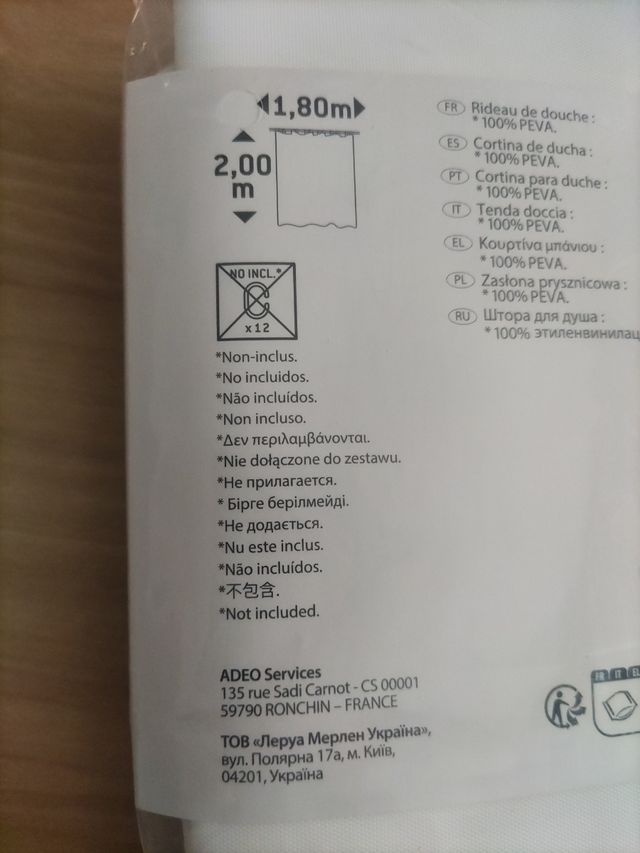 1,80m
2,00
m
NO INCL.*
x12
*Non-inclus.
*No incluidos.
*Não incluídos.
*Non incluso.
*Δεν περιλαμβάνονται.
*Nie dołączone do zestawu.
*Не прилагается.
* Бірге берілмейді.
*Не додається.
*Nu este inclus.
*Não incluídos.
*不包含.
*Not included.
FR Rideau de douche :
* 100% PEVA.
ES Cortina de ducha :
* 100% PEVA.
PT Cortina para duche :
* 100% PEVA.
IT Tenda doccia :
* 100% PEVA.
EL Κουρτίνα μπάνιου :
* 100% PEVA.
PL Zasłona prysznicowa :
* 100% PEVA.
RU Штора для душа :
* 100% этиленвинилац
ADEO Services
135 rue Sadi Carnot - CS 00001
59790 RONCHIN – FRANCE
ТОВ «Леруа Мерлен Україна»,
вул. Полярна 17а, м. Київ,
04201, Україна
FR IT EL